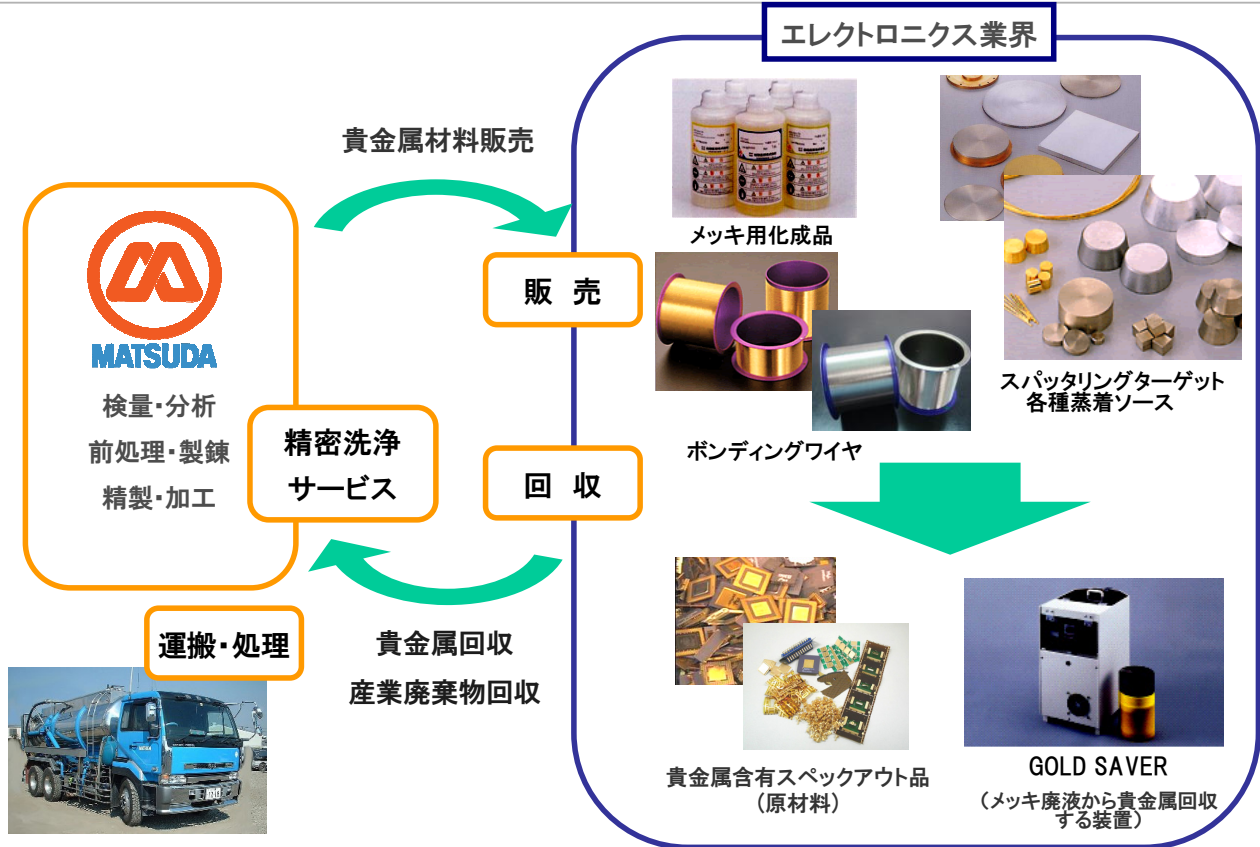 エレクトロニクス業界
貴金属材料販売
MATSUDA
検量・分析
前処理・製錬
精製・加工
精密洗浄
サービス
販 売
回 収
メッキ用化成品
ボンディングワイヤ
スパッタリングターゲット
各種蒸着ソース
運搬・処理
貴金属回収
産業廃棄物回収
貴金属含有スペックアウト品
（原材料）
GOLD SAVER
（メッキ廃液から貴金属回収
する装置）